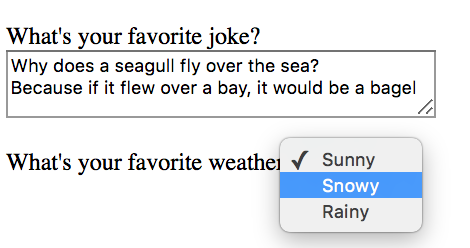 What's your favorite joke?
Why does a seagull fly over the sea?
Because if it flew over a bay, it would be a bagel
What's your favorite weather
Sunny
Snowy
Rainy